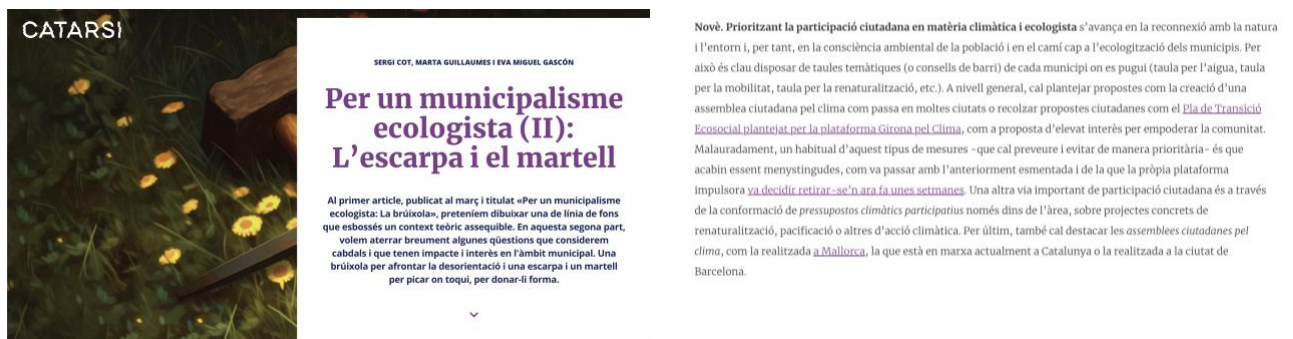 CATARSI
SERGI COT, MARTA GUILLAUMES I EVA MIGUEL GASCÓN
Per un municipalisme
ecologista (II):
L'escarpa i el martell
Al primer article, publicat al març i titulat «Per un municipalisme
ecologista: La brúixola», preteníem dibuixar una de línia de fons
que esbossés un context teòric assequible. En aquesta segona part,
volem aterrar breument algunes qüestions que considerem
cabdals i que tenen impacte i interès en l'àmbit municipal. Una
brúixola per afrontar la desorientació i una escarpa i un martell
per picar on toqui, per donar-li forma.
Novè. Prioritzant la participació ciutadana en matèria climàtica i ecologista s'avança en la reconnexió amb la natura
i l'entorn i, per tant, en la consciència ambiental de la població i en el camí cap a l'ecologització dels municipis. Per
això és clau disposar de taules temàtiques (o consells de barri) de cada municipi on es pugui (taula per l'aigua, taula
per la mobilitat, taula per la renaturalització, etc.). A nivell general, cal plantejar propostes com la creació d'una
assemblea ciutadana pel clima com passa en moltes ciutats o recolzar propostes ciutadanes com el Pla de Transició
Ecosocial plantejat per la plataforma Girona pel Clima, com a proposta d'elevat interès per empoderar la comunitat.
Malauradament, un habitual d'aquest tipus de mesures -que cal preveure i evitar de manera prioritària- és que
acabin essent menystingudes, com va passar amb l'anteriorment esmentada i de la que la pròpia plataforma
impulsora va decidir retirar-se'n ara fa unes setmanes. Una altra via important de participació ciutadana és a través
de la conformació de pressupostos climàtics participatius només dins de l'àrea, sobre projectes concrets de
renaturalització, pacificació o altres d'acció climàtica. Per últim, també cal destacar les assemblees ciutadanes pel
clima, com la realitzada a Mallorca, la que està en marxa actualment a Catalunya o la realitzada a la ciutat de
Barcelona.